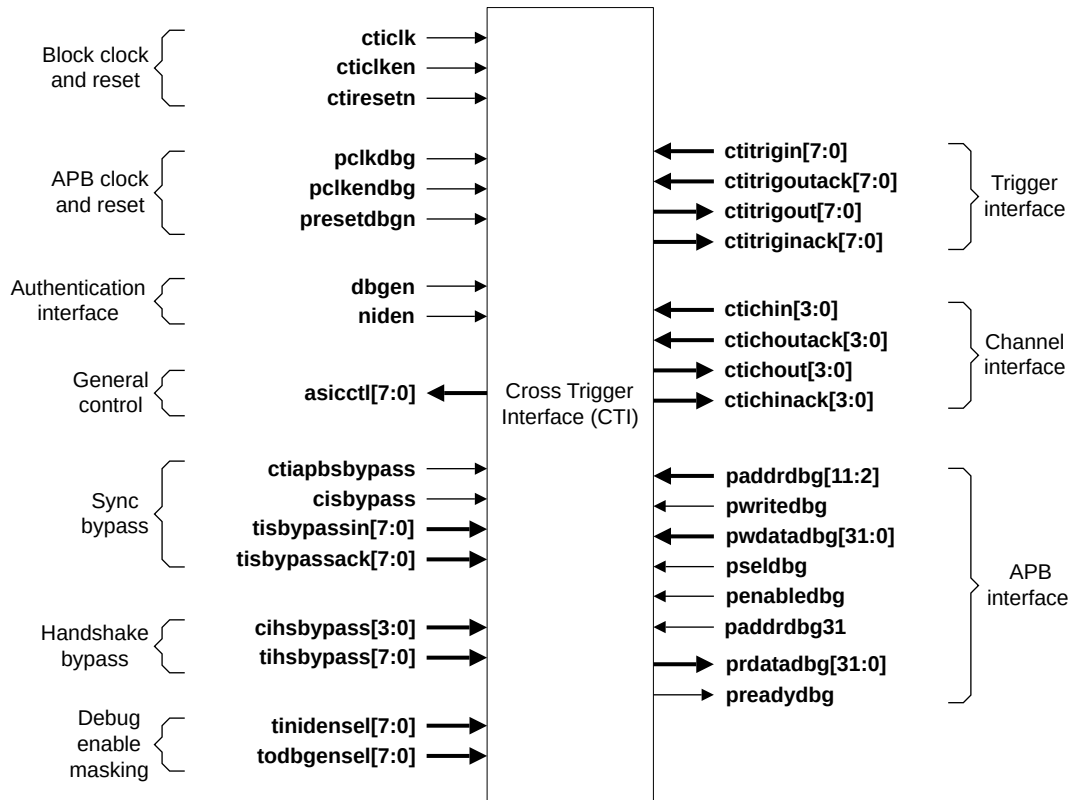 Block clock
and reset
cticlk
cticlken
ctiresetn
APB clock
and reset
pclkdbg
pclkendbg
presetdbgn
Authentication
interface
dbgen
niden
General
control
asicctl[7:0]
Sync
bypass
ctiapbsbypass
cisbypass
tisbypassin[7:0]
tisbypassack[7:0]
Handshake
bypass
cihsbypass[3:0]
tihsbypass[7:0]
Debug
enable
masking
tinidensel[7:0]
todbgensel[7:0]
Cross Trigger
Interface (CTI)
ctitrigin[7:0]
ctitrigoutack[7:0]
ctitrigout[7:0]
ctitriginack[7:0]
Trigger
interface
ctichin[3:0]
ctichoutack[3:0]
ctichout[3:0]
ctichinack[3:0]
Channel
interface
paddrdbg[11:2]
pwritedbg
pwdatadbg[31:0]
pseldbg
penabledbg
paddrdbg31
prdatadbg[31:0]
preadydbg
APB
interface